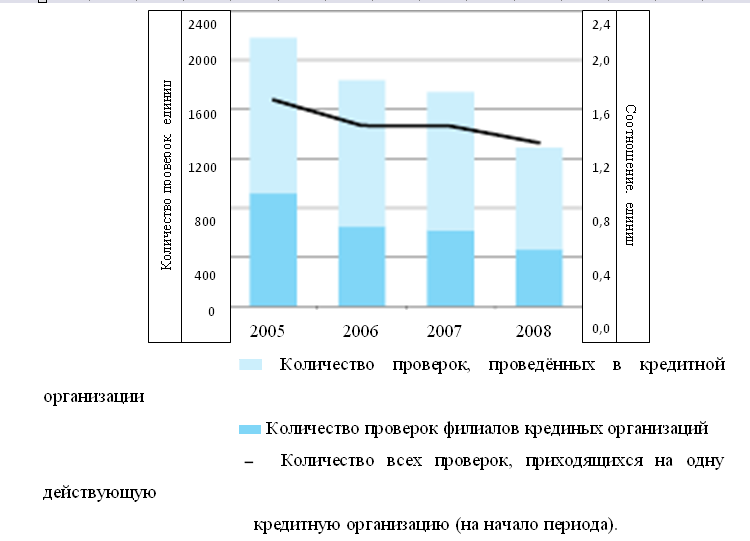 Количество проверок. единиц
2400
2000
1600
1200
800
400
0
2,4
2,0
1,6
1,2
0,8
0,4
0,0
Соотношение. единиц
2005 2006 2007 2008
Количество проверок, проведённых в кредитной
организации
Количество проверок филиалов крединых организаций
– Количество всех проверок, приходящихся на одну
действующую
кредитную организацию (на начало периода).